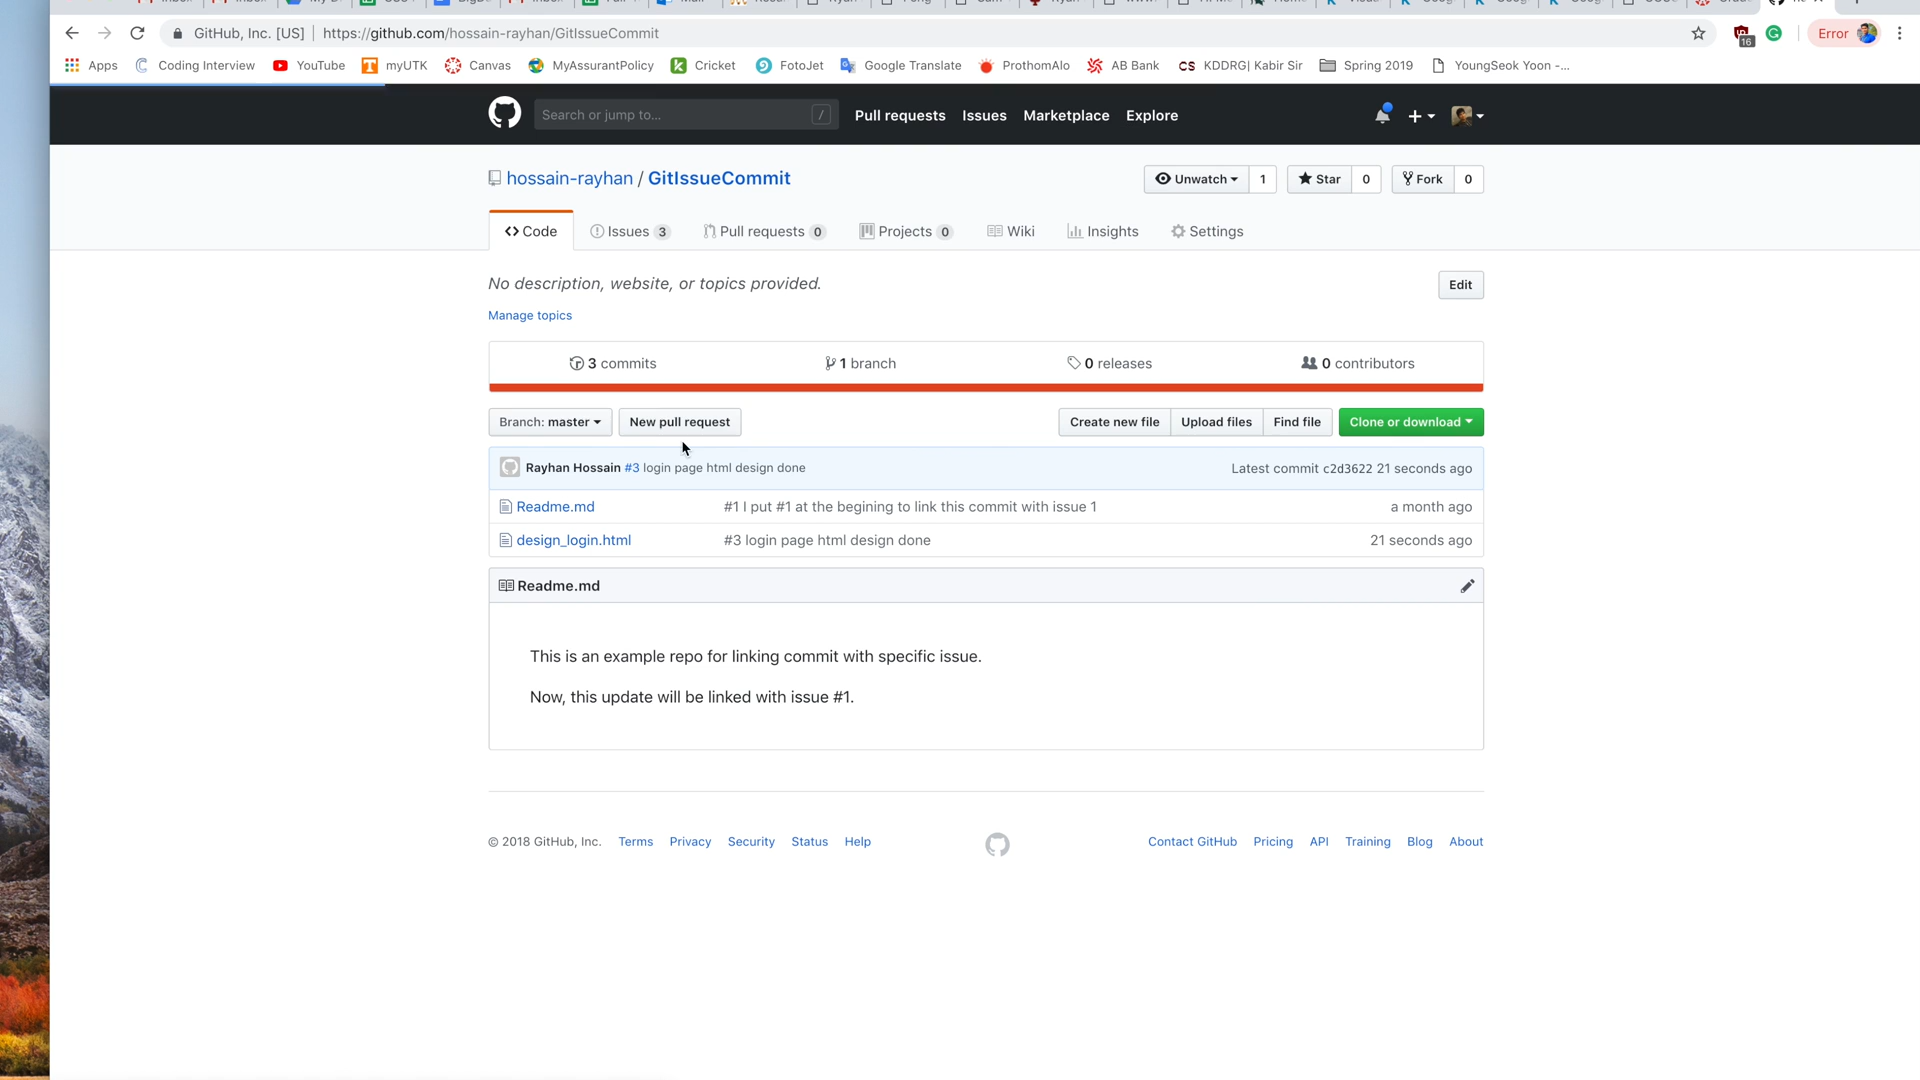 GitHub, Inc. [US] | https://github.com/hossain-rayhan/GitIssueCommit
16
Error
Apps Coding Interview YouTube myUTK Canvas MyAssurantPolicy Cricket FotoJet Google Translate ProthomAlo AB Bank CS KDDRG| Kabir Sir Spring 2019 YoungSeok Yoon -...
Search or jump to... / Pull requests Issues Marketplace Explore
hossain-rayhan / GitIssueCommit
Unwatch 1 Star 0 Fork 0
Code Issues 3 Pull requests 0 Projects 0 Wiki Insights Settings
No description, website, or topics provided.
Edit
Manage topics
3 commits 1 branch 0 releases 0 contributors
Branch: master New pull request Create new file Upload files Find file Clone or download
Rayhan Hossain #3 login page html design done Latest commit c2d3622 21 seconds ago
Readme.md #1 I put #1 at the begining to link this commit with issue 1 a month ago
design_login.html #3 login page html design done 21 seconds ago
Readme.md
This is an example repo for linking commit with specific issue.
Now, this update will be linked with issue #1.
© 2018 GitHub, Inc. Terms Privacy Security Status Help Contact GitHub Pricing API Training Blog About